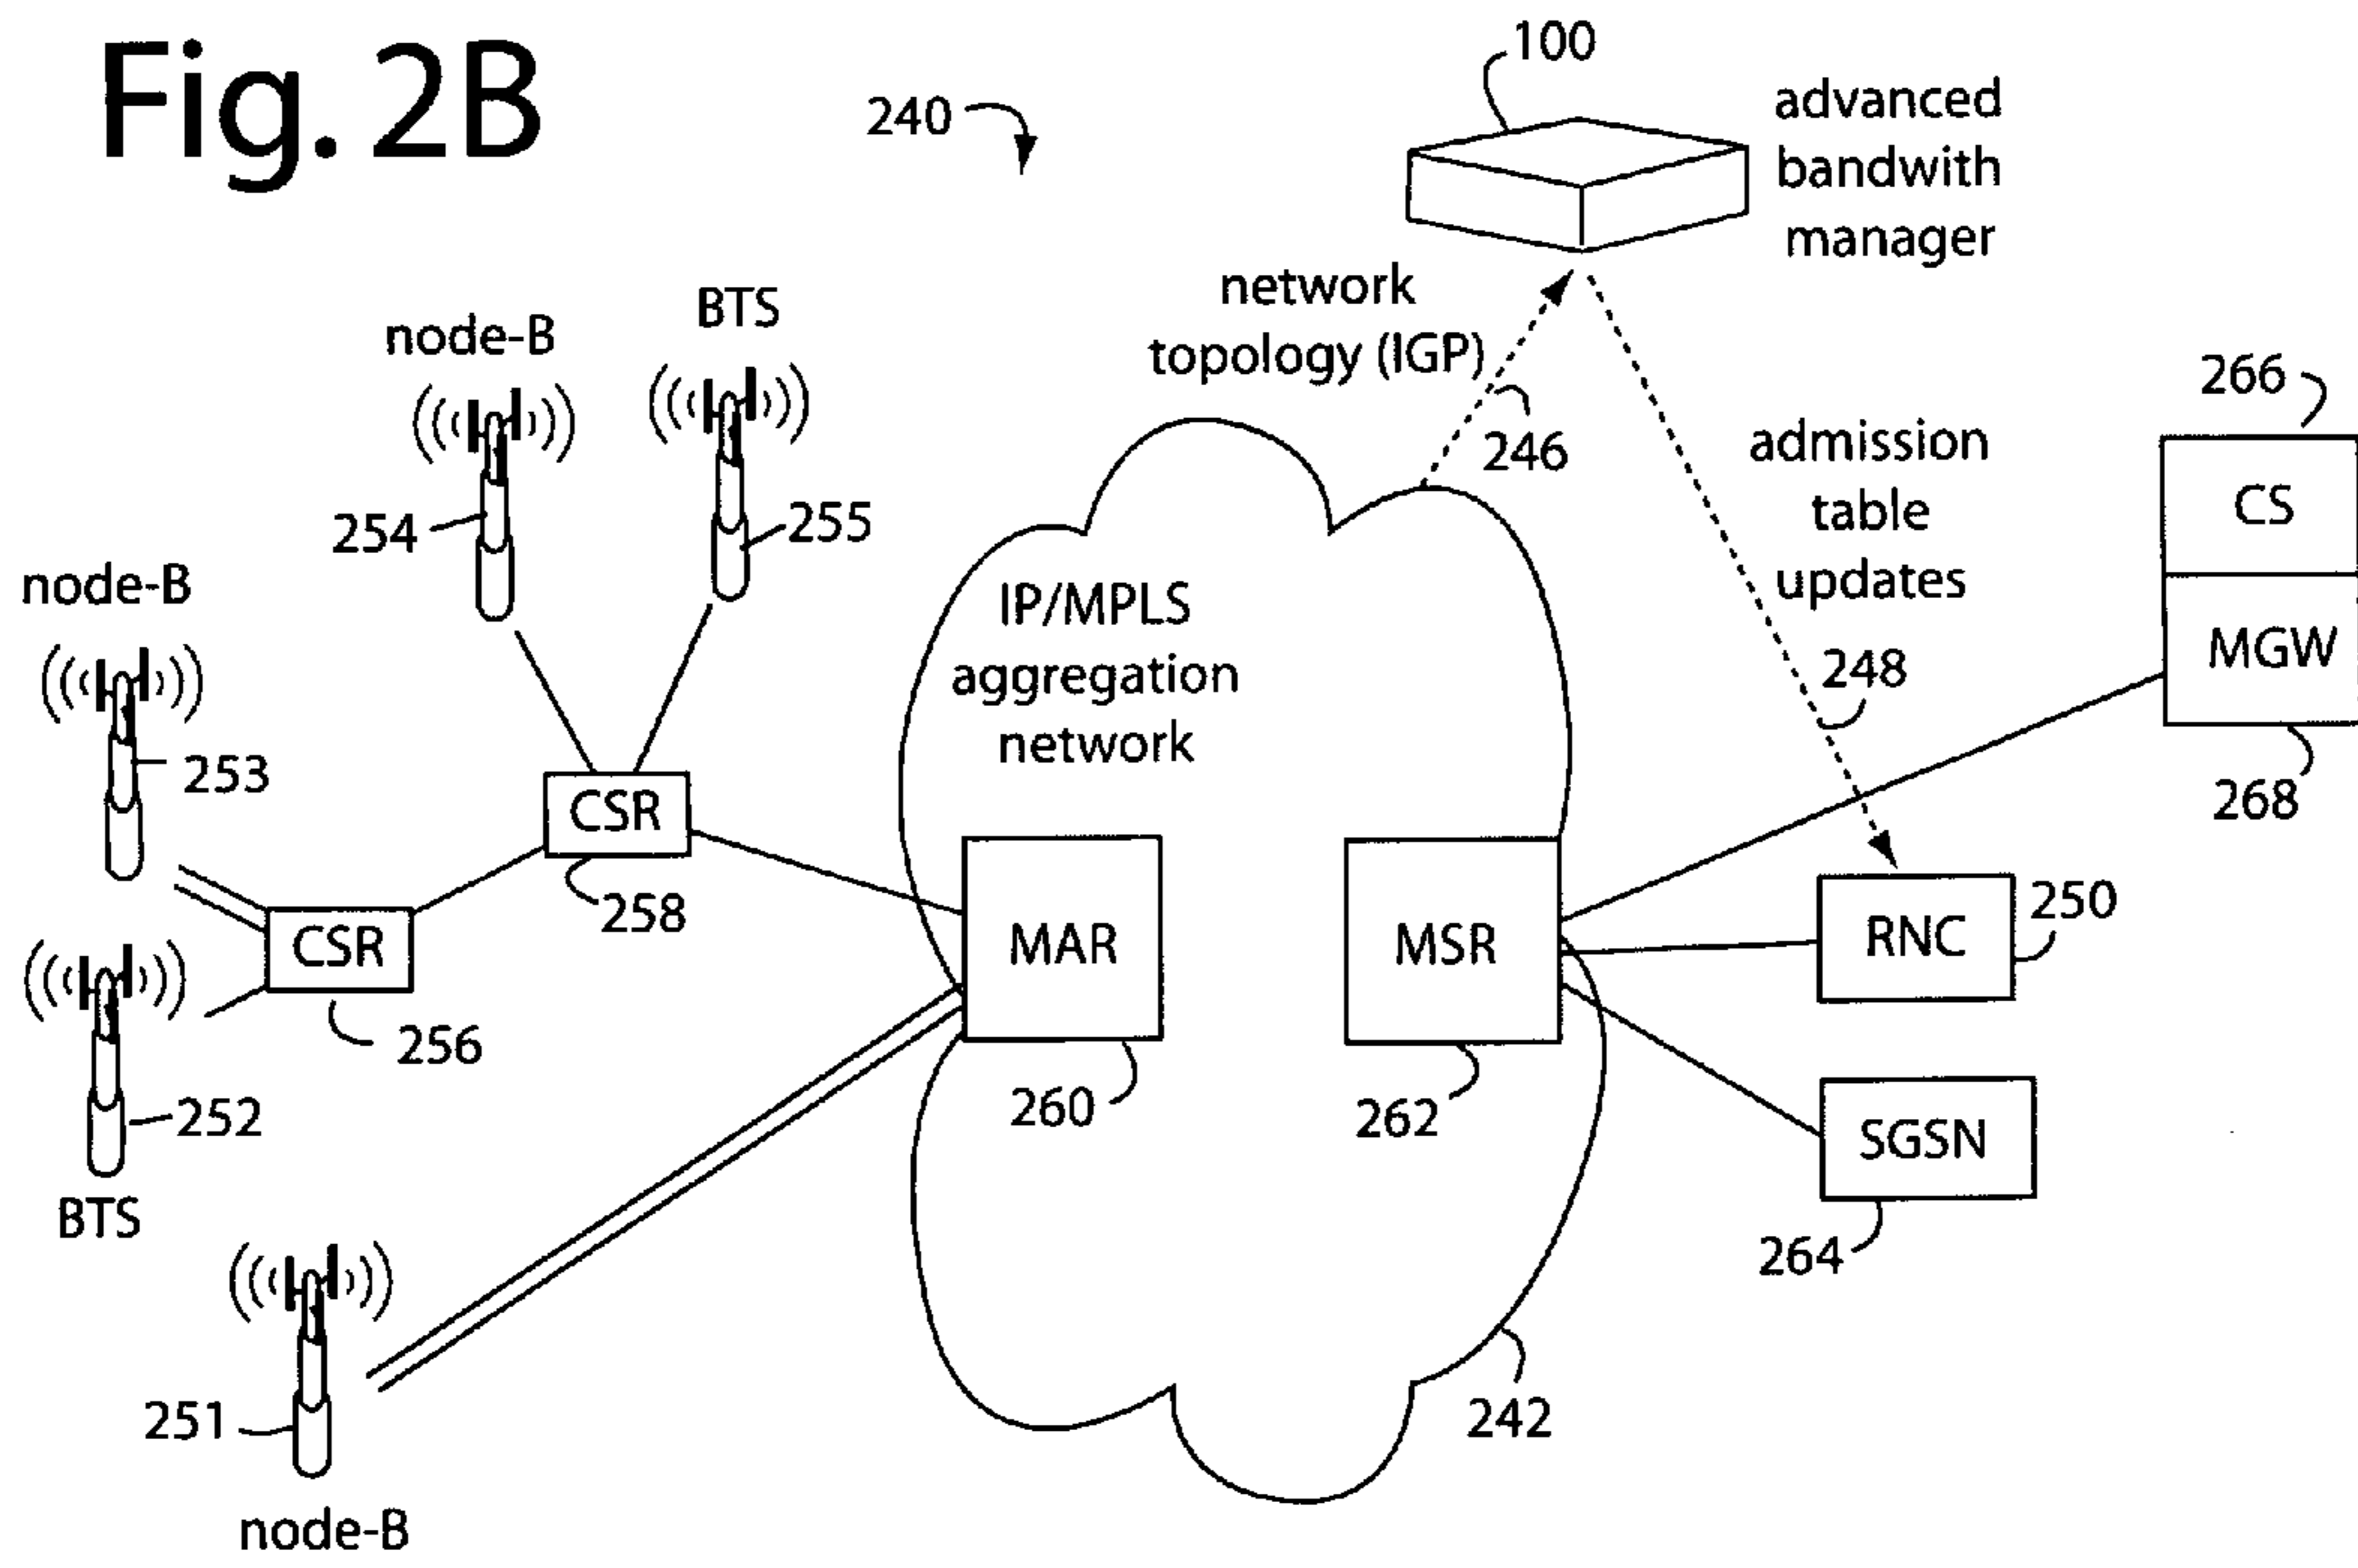 Fig. 2B
240
100
advanced
bandwith
manager
network
topology (IGP)
246
admission
table
updates
248
266
CS
MGW
268
node-B
254
BTS
255
node-B
253
CSR
258
CSR
256
252
BTS
251
node-B
IP/MPLS
aggregation
network
MAR
260
MSR
262
RNC
250
SGSN
264
242